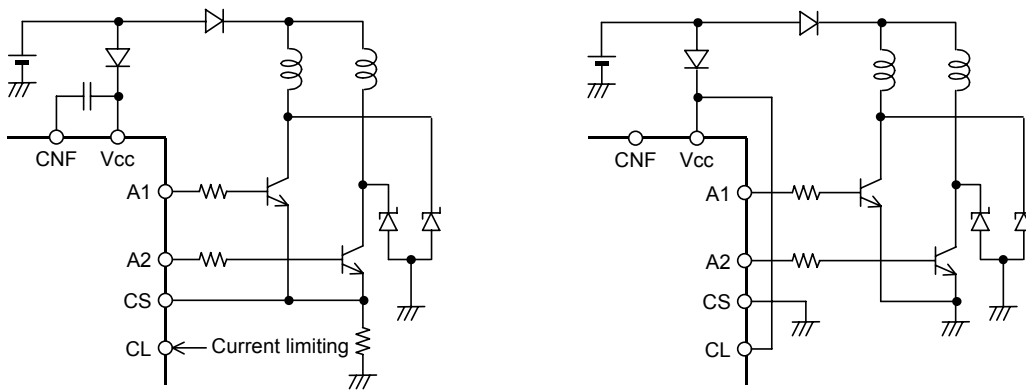 CNF Vcc
A1
A2
CS
CL Current limiting
CNF Vcc
A1
A2
CS
CL